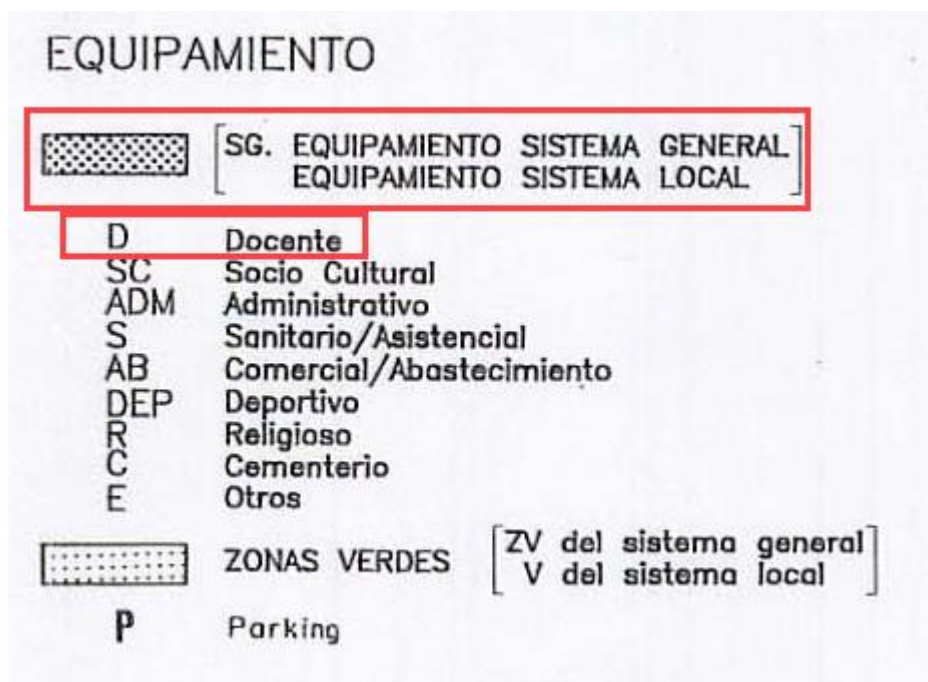 EQUIPAMIENTO
SG. EQUIPAMIENTO SISTEMA GENERAL
EQUIPAMIENTO SISTEMA LOCAL
D Docente
SC Socio Cultural
ADM Administrativo
S Sanitario/Asistencial
AB Comercial/Abastecimiento
DEP Deportivo
R Religioso
C Cementerio
E Otros
ZONAS VERDES
ZV del sistema general
V del sistema local
P Parking